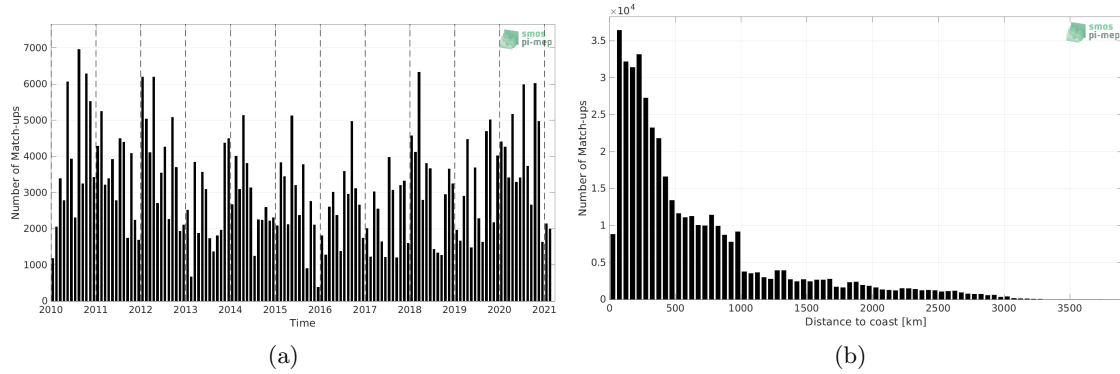 smos
pi-mep
7000
6000
5000
4000
3000
2000
1000
0
Number of Match-ups
2010 2011 2012 2013 2014 2015 2016 2017 2018 2019 2020 2021
Time
(a)
×10⁴
smos
pi-mep
3.5
3
2.5
2
1.5
1
0.5
0
Number of Match-ups
0 500 1000 1500 2000 2500 3000 3500
Distance to coast [km]
(b)